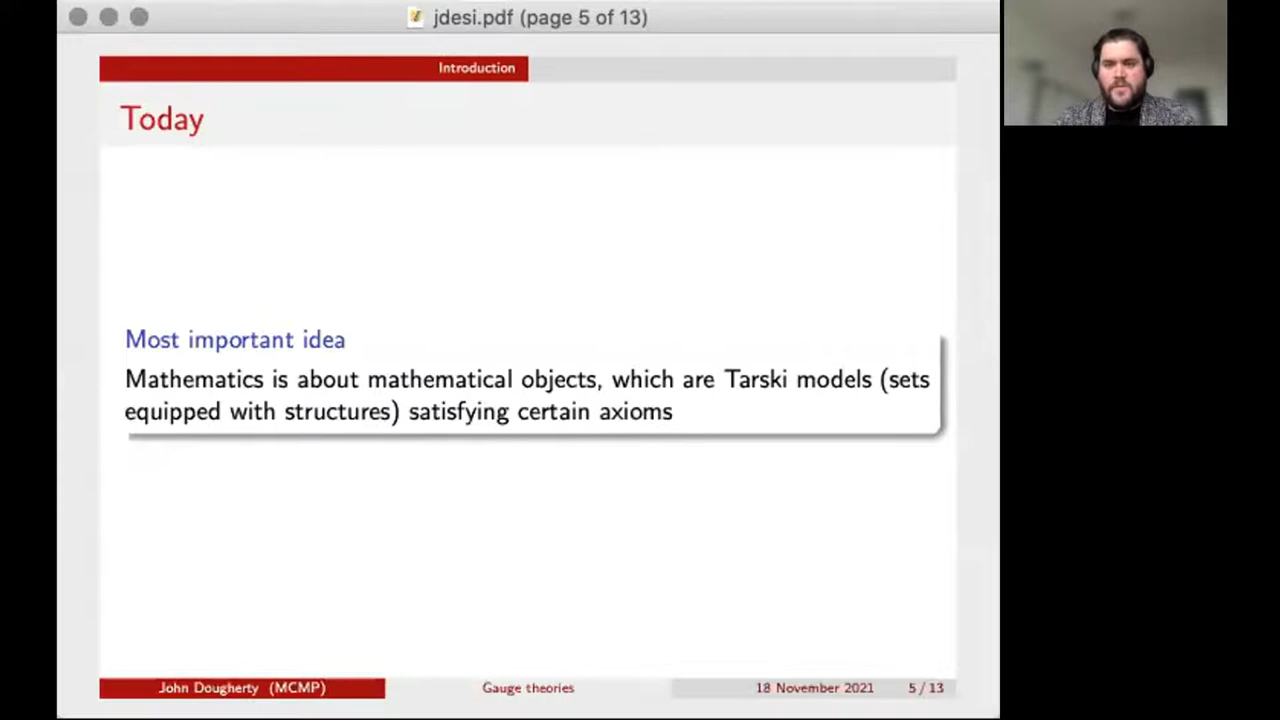 jdesi.pdf (page 5 of 13)
Introduction
Today
Most important idea
Mathematics is about mathematical objects, which are Tarski models (sets
equipped with structures) satisfying certain axioms
John Dougherty (MCMP) Gauge theories 18 November 2021 5 / 13